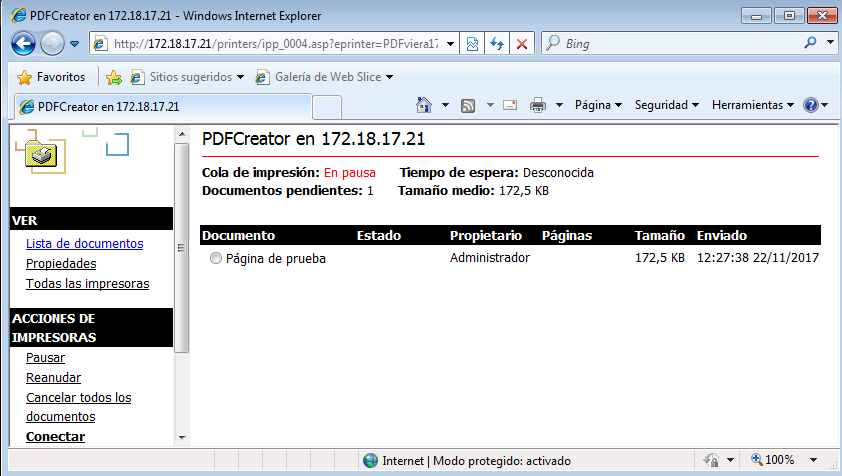 PDFCreator en 172.18.17.21 - Windows Internet Explorer
http://172.18.17.21/printers/ipp_0004.asp?eprinter=PDFviera17
Bing
Favoritos
Sitios sugeridos
Galería de Web Slice
PDFCreator en 172.18.17.21
Página
Seguridad
Herramientas
PDFCreator en 172.18.17.21
Cola de impresión: En pausa Tiempo de espera: Desconocida
Documentos pendientes: 1 Tamaño medio: 172,5 KB
VER
Lista de documentos
Propiedades
Todas las impresoras
ACCIONES DE
IMPRESORAS
Pausar
Reanudar
Cancelar todos los
documentos
Conectar
Documento Estado Propietario Páginas Tamaño Enviado
Página de prueba Administrador 172,5 KB 12:27:38 22/11/2017
Internet | Modo protegido: activado
100%